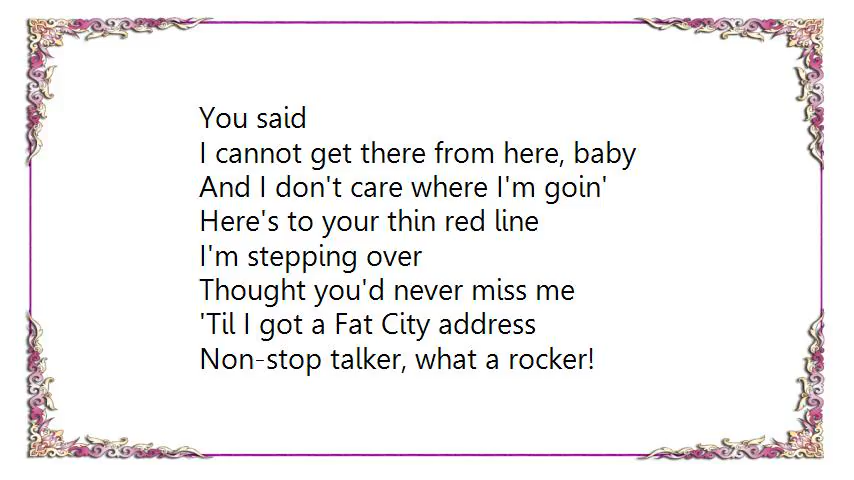 You said
I cannot get there from here, baby
And I don't care where I'm goin'
Here's to your thin red line
I'm stepping over
Thought you'd never miss me
'Til I got a Fat City address
Non-stop talker, what a rocker!